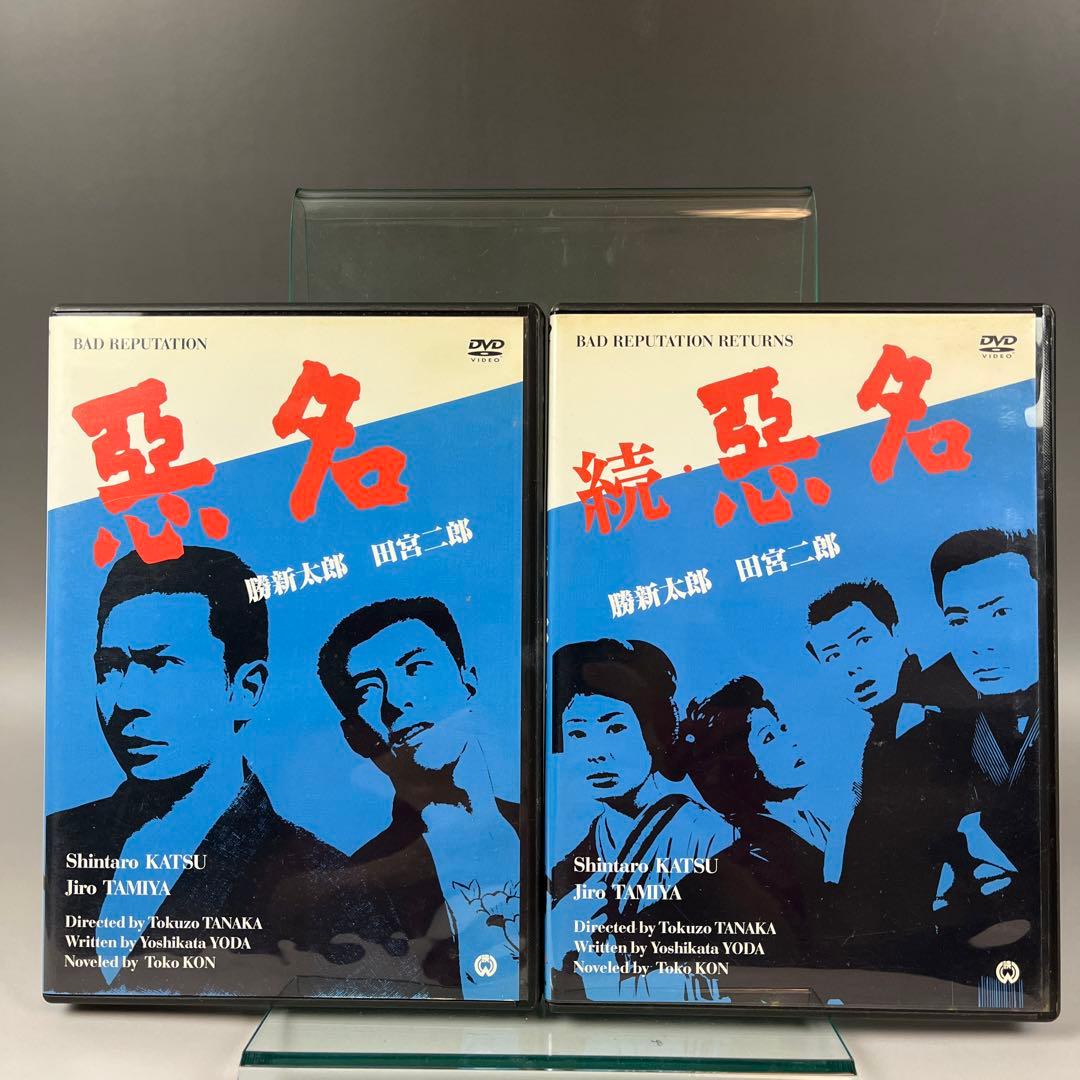 BAD REPUTATION
DVD
VIDEO
惡名
勝新太郎 田宮二郎
Shintaro KATSU
Jiro TAMIYA
Directed by Tokuzo TANAKA
Written by Yoshikata YODA
Noveled by Toko KON
BAD REPUTATION RETURNS
DVD
VIDEO
続・惡名
勝新太郎 田宮二郎
Shintaro KATSU
Jiro TAMIYA
Directed by Tokuzo TANAKA
Written by Yoshikata YODA
Noveled by Toko KON